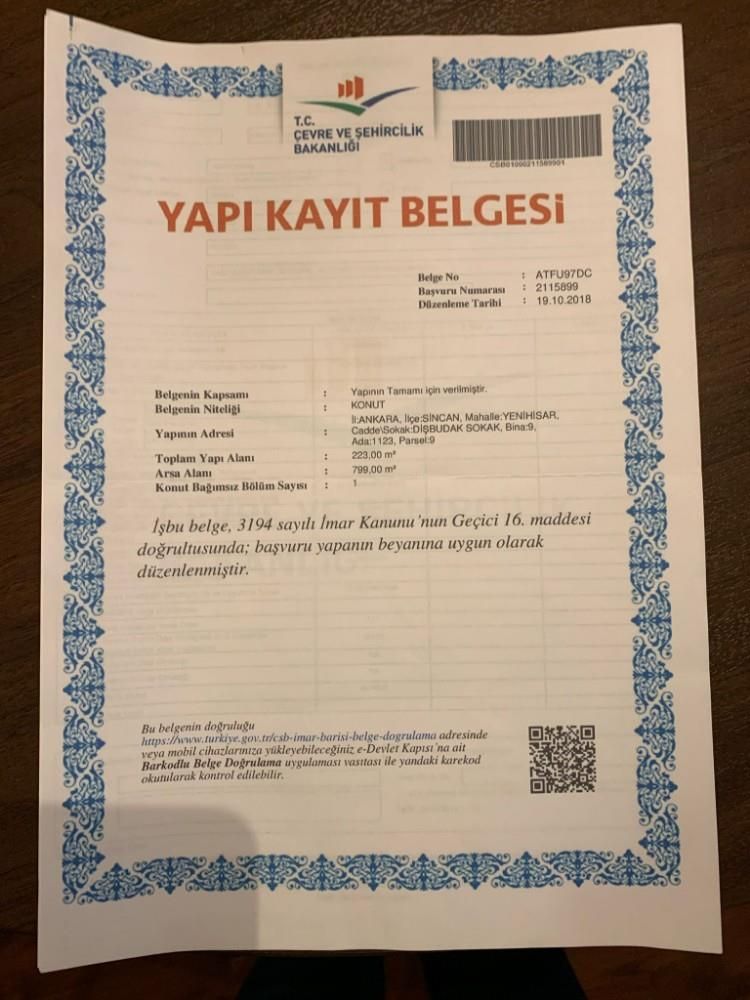 T.C.
ÇEVRE VE ŞEHİRCİLİK
BAKANLIĞI
CSB01000211589901
YAPI KAYIT BELGESİ
Belge No : ATFU97DC
Başvuru Numarası : 2115899
Düzenleme Tarihi : 19.10.2018
Belgenin Kapsamı : Yapının Tamamı için verilmiştir.
Belgenin Niteliği : KONUT
Yapının Adresi : İl:ANKARA, İlçe:SİNCAN, Mahalle:YENİHİSAR,
Cadde\Sokak:DİŞBUDAK SOKAK, Bina:9,
Ada:1123, Parsel:9
Toplam Yapı Alanı : 223,00 m²
Arsa Alanı : 799,00 m²
Konut Bağımsız Bölüm Sayısı : 1
İşbu belge, 3194 sayılı İmar Kanunu'nun Geçici 16. maddesi
doğrultusunda; başvuru yapanın beyanına uygun olarak
düzenlenmiştir.
Bu belgenin doğruluğu
https://www.turkiye.gov.tr/csb-imar-barisi-belge-dogrulama adresinde
veya mobil cihazlarınıza yükleyebileceğiniz e-Devlet Kapısı'na ait
Barkodlu Belge Doğrulama uygulaması vasıtası ile yandaki karekod
okutularak kontrol edilebilir.